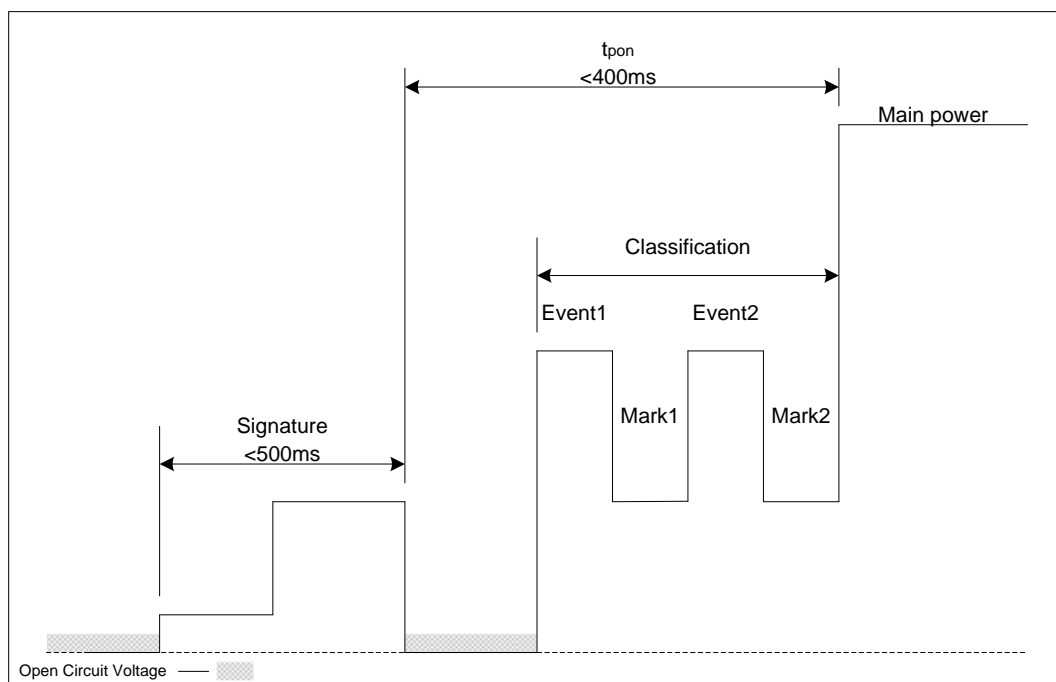 tpon
<400ms
Main power
Classification
Event1
Event2
Mark1
Mark2
Signature
<500ms
Open Circuit Voltage